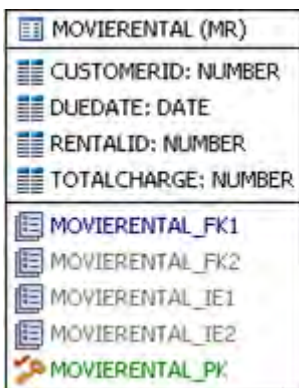 MOVIERENTAL (MR)
CUSTOMERID: NUMBER
DUEDATE: DATE
RENTALID: NUMBER
TOTALCHARGE: NUMBER
MOVIERENTAL_FK1
MOVIERENTAL_FK2
MOVIERENTAL_IE1
MOVIERENTAL_IE2
MOVIERENTAL_PK